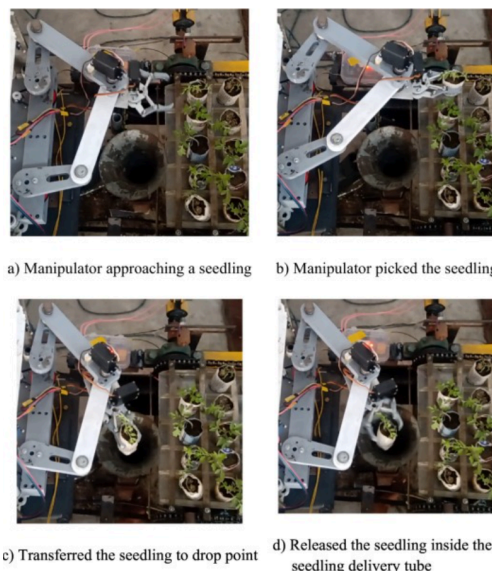 a) Manipulator approaching a seedling
b) Manipulator picked the seedling
c) Transferred the seedling to drop point
d) Released the seedling inside the
seedling delivery tube